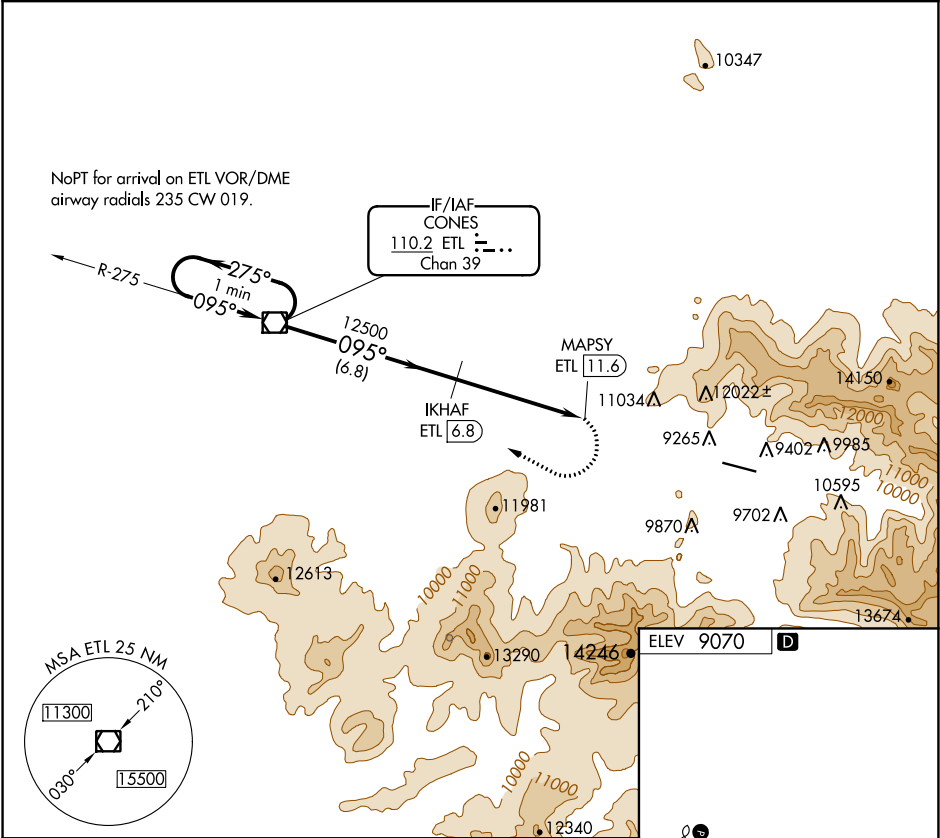 10347
NoPT for arrival on ETL VOR/DME
airway radials 235 CW 019.
IF/IAF
CONES
110.2 ETL
Chan 39
R-275
275°
1 min
095°
12500
095°
(6.8)
IKHAF
ETL 6.8
MAPSY
ETL 11.6
11034
12022±
14150
12000
9265
9402
9985
11000
10000
10595
9870
9702
11981
12613
10000
11000
13290
14246
13674
ELEV 9070 D
MSA ETL 25 NM
11300
210°
030°
15500
10000
11000
12340
P